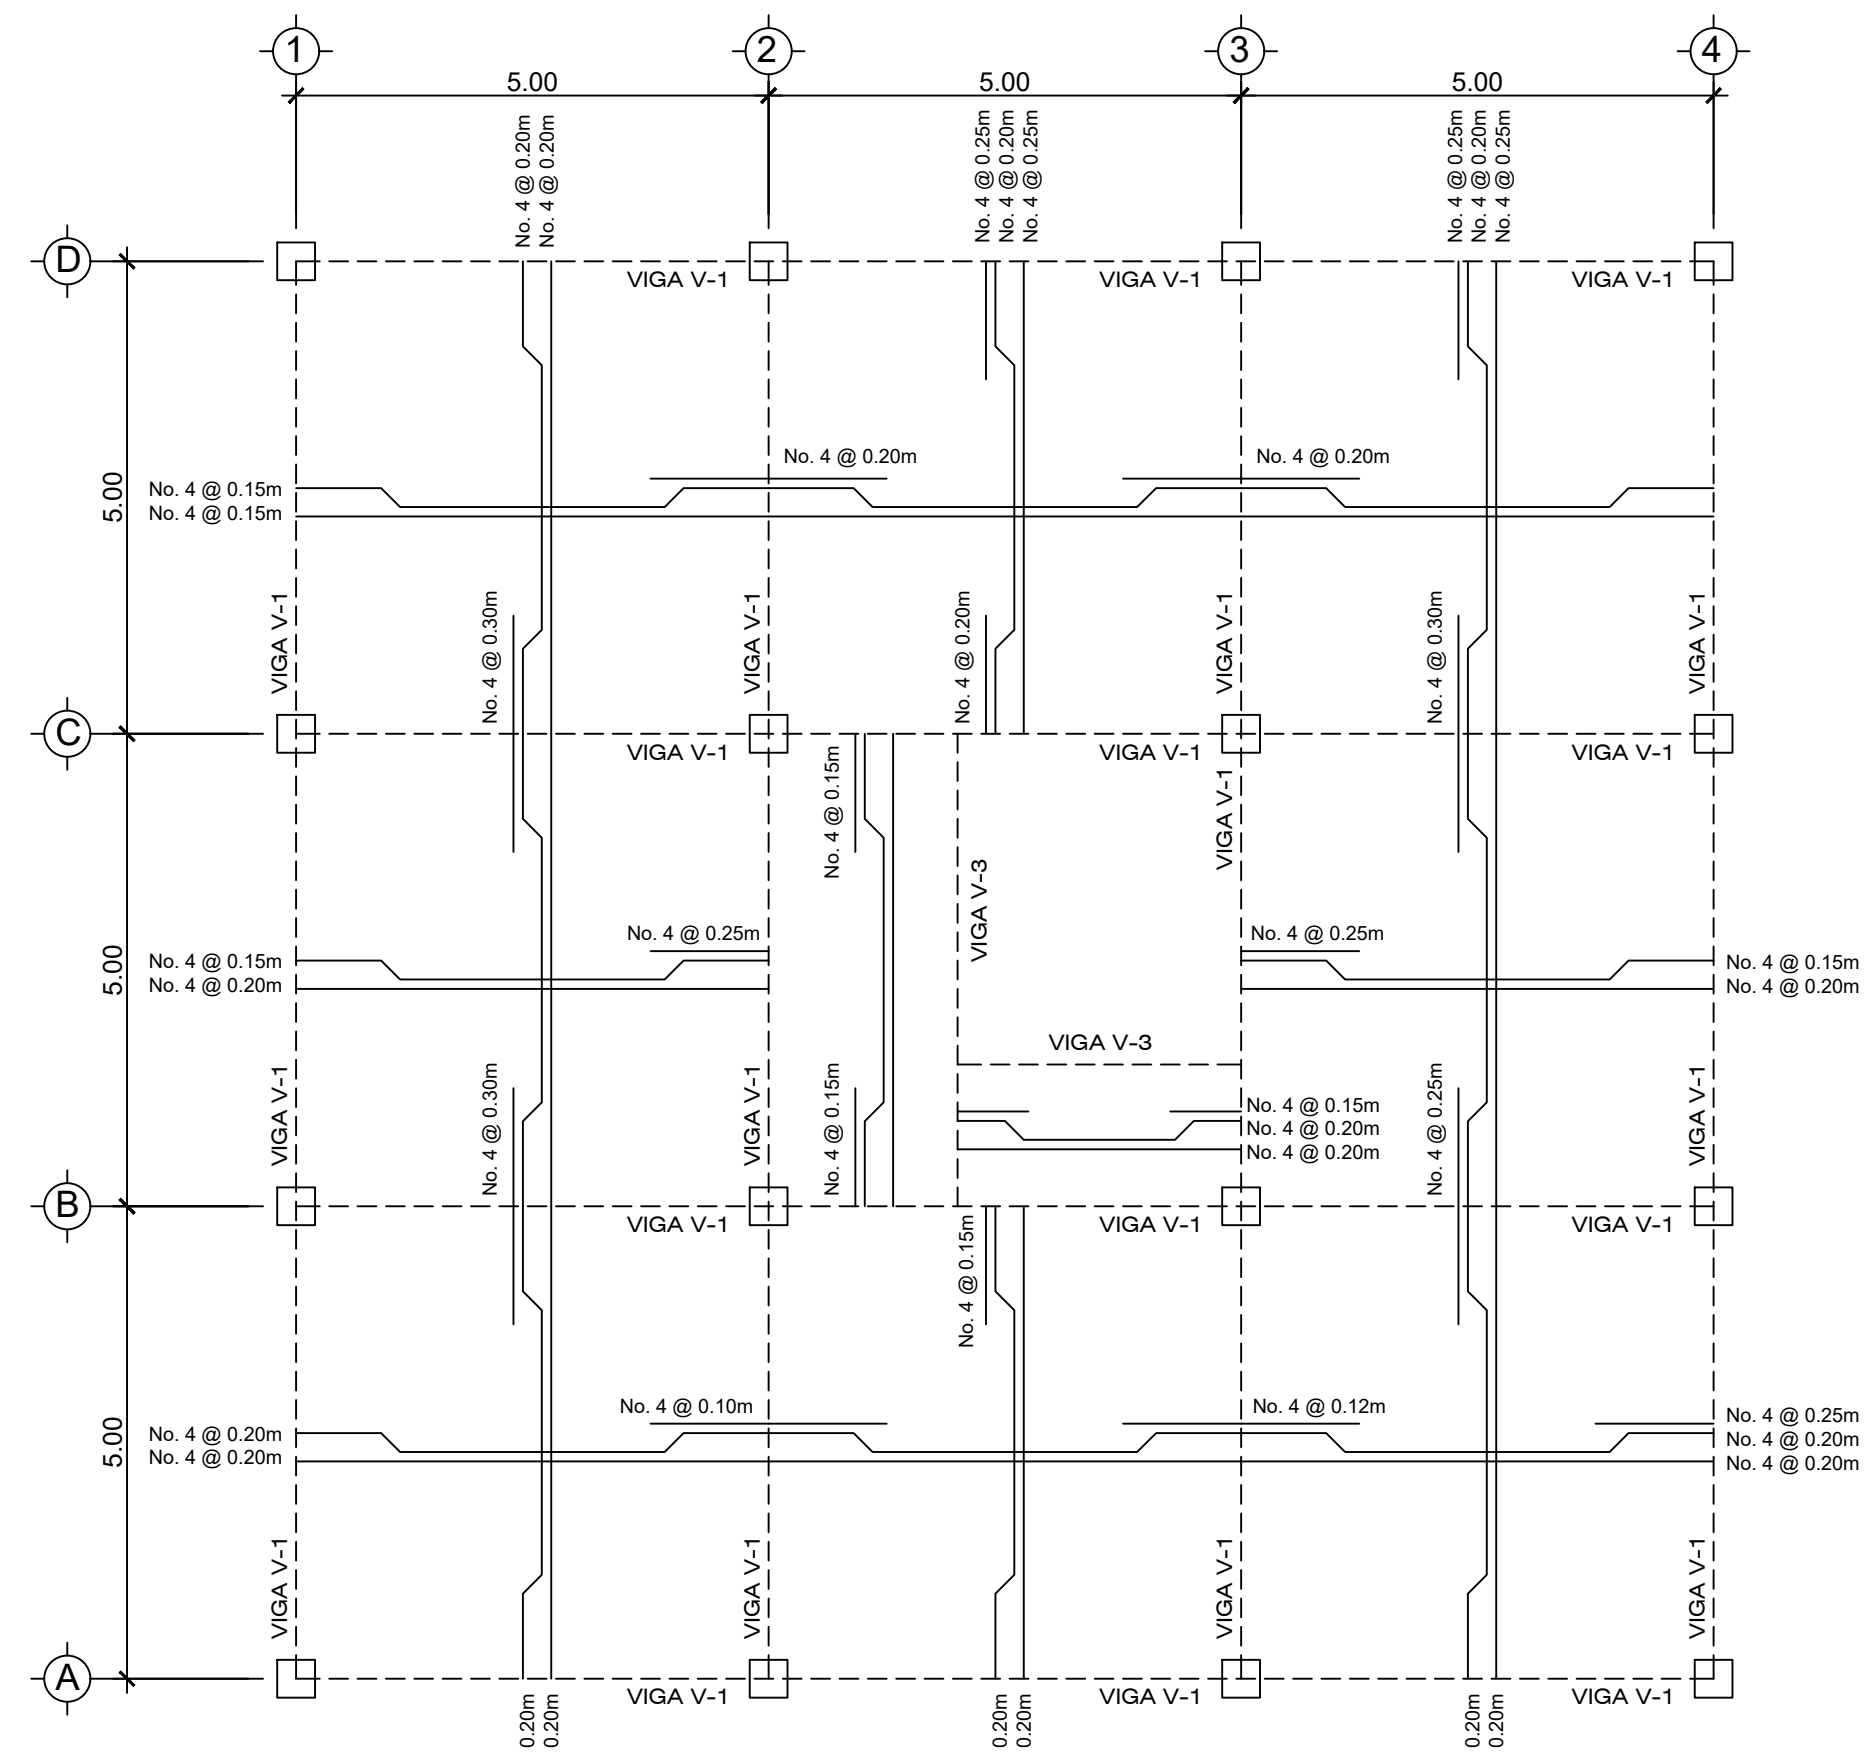 1
2
3
4
5.00
5.00
5.00
No. 4 @ 0.20m
No. 4 @ 0.20m
No. 4 @ 0.25m
No. 4 @ 0.20m
No. 4 @ 0.25m
No. 4 @ 0.25m
No. 4 @ 0.20m
No. 4 @ 0.25m
D
VIGA V-1
VIGA V-1
VIGA V-1
5.00
No. 4 @ 0.20m
No. 4 @ 0.20m
No. 4 @ 0.15m
No. 4 @ 0.15m
VIGA V-1
No. 4 @ 0.30m
VIGA V-1
No. 4 @ 0.20m
VIGA V-1
No. 4 @ 0.30m
VIGA V-1
C
VIGA V-1
VIGA V-1
VIGA V-1
No. 4 @ 0.15m
VIGA V-1
VIGA V-3
5.00
No. 4 @ 0.25m
No. 4 @ 0.25m
No. 4 @ 0.15m
No. 4 @ 0.20m
No. 4 @ 0.15m
No. 4 @ 0.20m
VIGA V-3
VIGA V-1
No. 4 @ 0.30m
VIGA V-1
No. 4 @ 0.15m
No. 4 @ 0.15m
No. 4 @ 0.20m
No. 4 @ 0.20m
No. 4 @ 0.25m
VIGA V-1
B
VIGA V-1
VIGA V-1
VIGA V-1
No. 4 @ 0.15m
5.00
No. 4 @ 0.10m
No. 4 @ 0.12m
No. 4 @ 0.20m
No. 4 @ 0.20m
No. 4 @ 0.25m
No. 4 @ 0.20m
No. 4 @ 0.20m
VIGA V-1
VIGA V-1
VIGA V-1
VIGA V-1
A
VIGA V-1
VIGA V-1
VIGA V-1
0.20m
0.20m
0.20m
0.20m
0.20m
0.20m